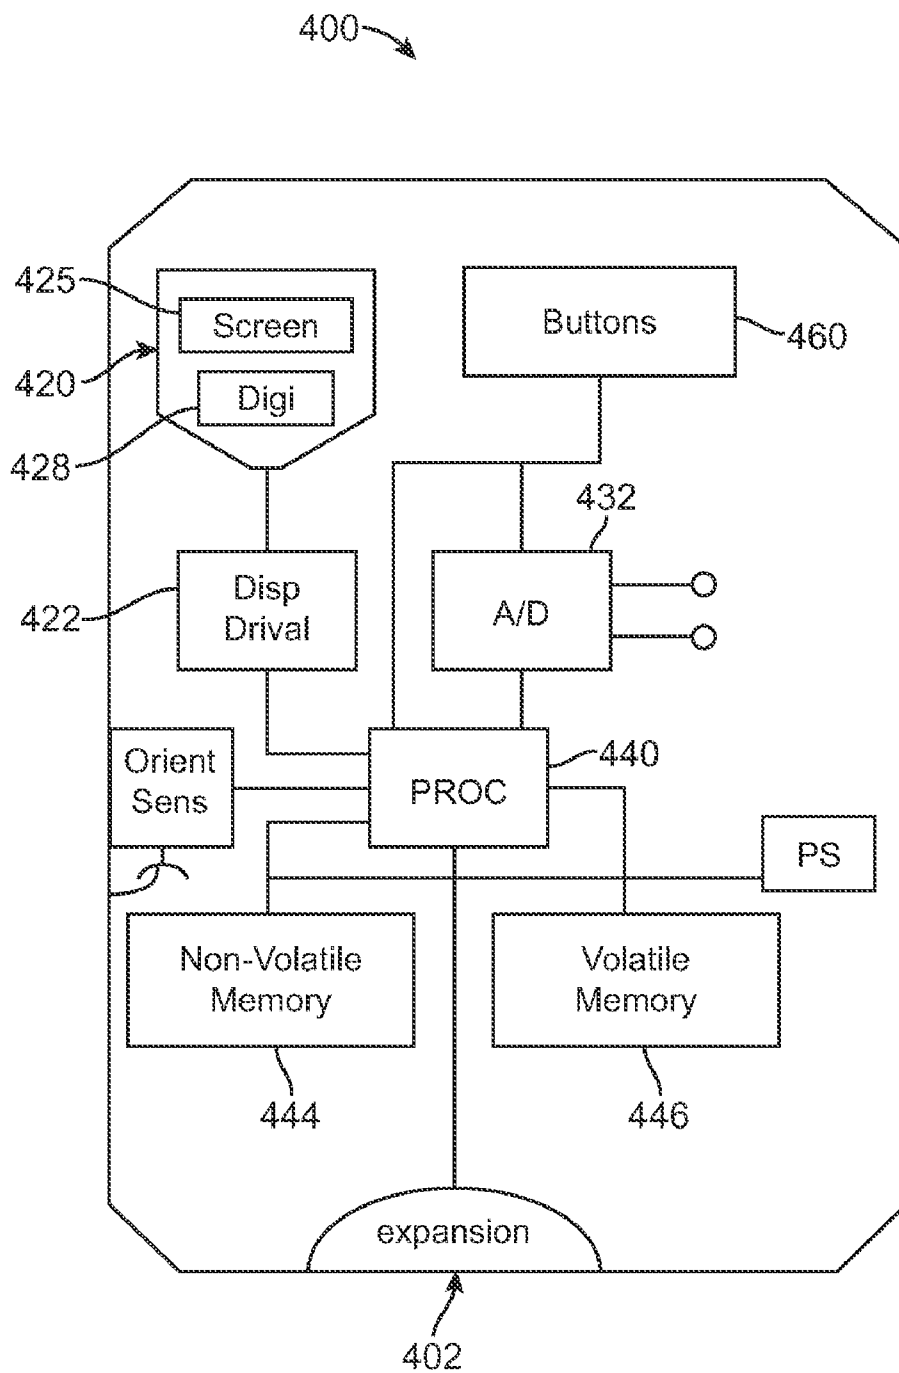 400
425
Screen
Buttons
460
420
Digi
428
432
Disp
Drival
422
A/D
Orient
Sens
440
PROC
PS
Non-Volatile
Memory
Volatile
Memory
444
446
expansion
402